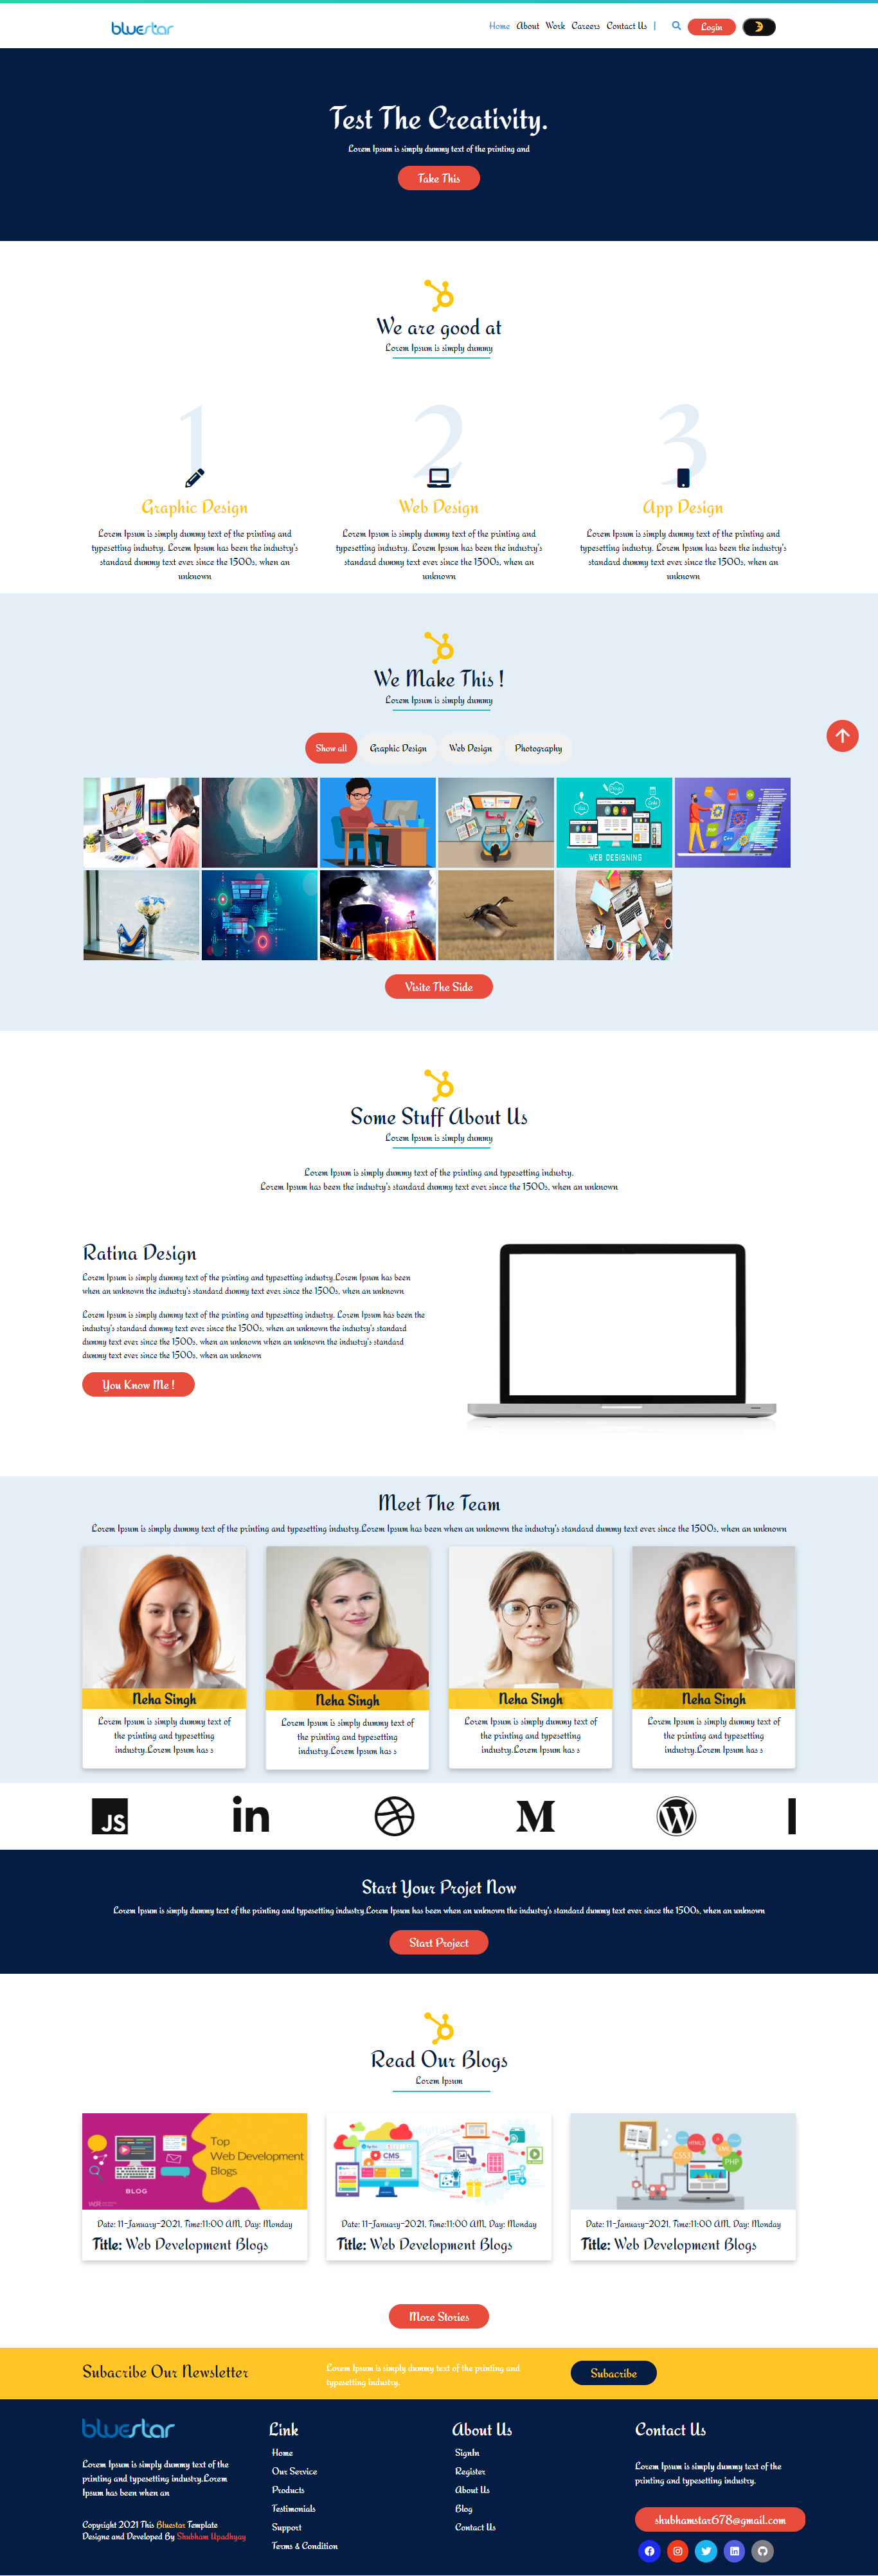 bluestar
Home About Work Careers Contact Us |
Login
Test The Creativity.
Lorem Ipsum is simply dummy text of the printing and
Take This
We are good at
Lorem Ipsum is simply dummy
1
2
3
Graphic Design
Web Design
App Design
Lorem Ipsum is simply dummy text of the printing and
typesetting industry. Lorem Ipsum has been the industry's
standard dummy text ever since the 1500s, when an
unknown
Lorem Ipsum is simply dummy text of the printing and
typesetting industry. Lorem Ipsum has been the industry's
standard dummy text ever since the 1500s, when an
unknown
Lorem Ipsum is simply dummy text of the printing and
typesetting industry. Lorem Ipsum has been the industry's
standard dummy text ever since the 1500s, when an
unknown
We Make This !
Lorem Ipsum is simply dummy
Show all
Graphic Design
Web Design
Photography
WEB DESIGNING
Visite The Side
Some Stuff About Us
Lorem Ipsum is simply dummy
Lorem Ipsum is simply dummy text of the printing and typesetting industry.
Lorem Ipsum has been the industry's standard dummy text ever since the 1500s, when an unknown
Ratina Design
Lorem Ipsum is simply dummy text of the printing and typesetting industry.Lorem Ipsum has been
when an unknown the industry's standard dummy text ever since the 1500s, when an unknown
Lorem Ipsum is simply dummy text of the printing and typesetting industry. Lorem Ipsum has been the
industry's standard dummy text ever since the 1500s, when an unknown the industry's standard
dummy text ever since the 1500s, when an unknown when an unknown the industry's standard
dummy text ever since the 1500s, when an unknown
You Know Me !
Meet The Team
Lorem Ipsum is simply dummy text of the printing and typesetting industry.Lorem Ipsum has been when an unknown the industry's standard dummy text ever since the 1500s, when an unknown
Neha Singh
Lorem Ipsum is simply dummy text of
the printing and typesetting
industry.Lorem Ipsum has s
Neha Singh
Lorem Ipsum is simply dummy text of
the printing and typesetting
industry.Lorem Ipsum has s
Neha Singh
Lorem Ipsum is simply dummy text of
the printing and typesetting
industry.Lorem Ipsum has s
Neha Singh
Lorem Ipsum is simply dummy text of
the printing and typesetting
industry.Lorem Ipsum has s
JS
in
M
W
Start Your Projet Now
Lorem Ipsum is simply dummy text of the printing and typesetting industry.Lorem Ipsum has been when an unknown the industry's standard dummy text ever since the 1500s, when an unknown
Start Project
Read Our Blogs
Lorem Ipsum
Top
Web Development
Blogs
BLOG
CMS
HTML5
CSS3
PHP
Date: 11-January-2021, Time:11:00 AM, Day: Monday
Title: Web Development Blogs
Date: 11-January-2021, Time:11:00 AM, Day: Monday
Title: Web Development Blogs
Date: 11-January-2021, Time:11:00 AM, Day: Monday
Title: Web Development Blogs
More Stories
Subacribe Our Newsletter
Lorem Ipsum is simply dummy text of the printing and
typesetting industry.
Subacribe
bluestar
Lorem Ipsum is simply dummy text of the
printing and typesetting industry.Lorem
Ipsum has been when an
Copyright 2021 This Bluestar Template
Designe and Developed By Shubham Upadhyay
Link
Home
Our Service
Products
Testimonials
Support
Terms & Condition
About Us
SignIn
Register
About Us
Blog
Contact Us
Contact Us
Lorem Ipsum is simply dummy text of the
printing and typesetting industry.
shubhamstar678@gmail.com